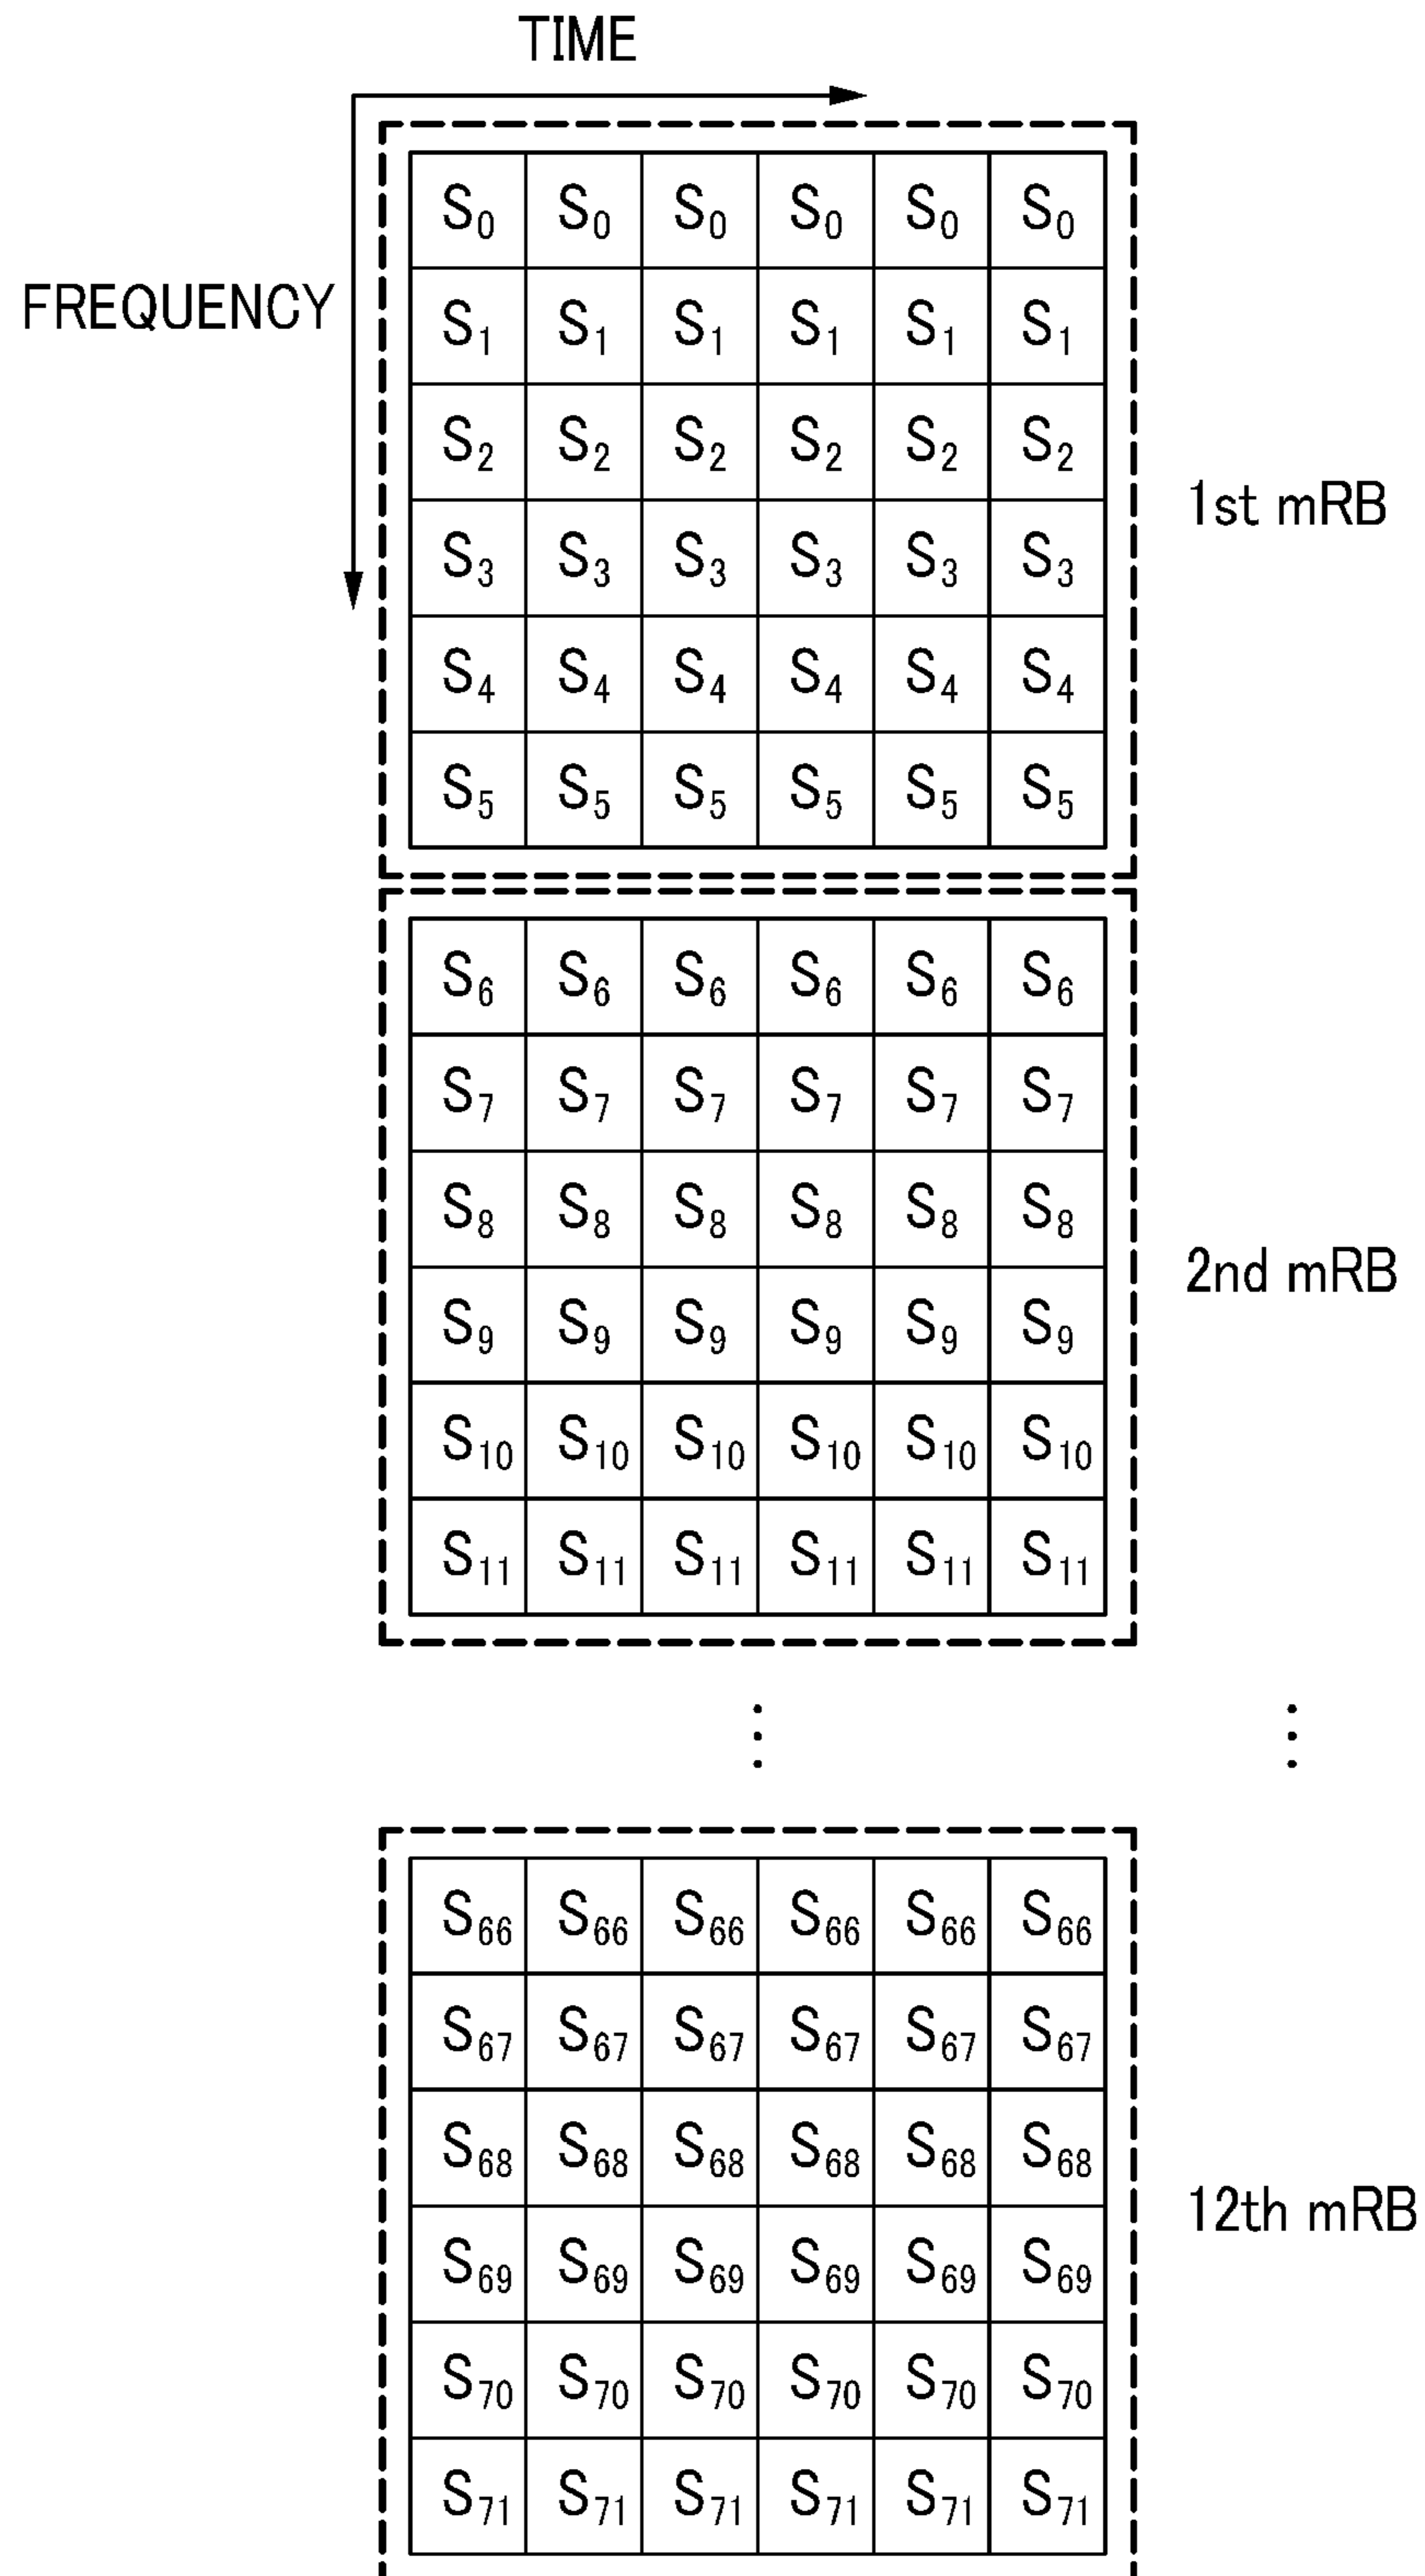 TIME
FREQUENCY
S₀ S₀ S₀ S₀ S₀ S₀
S₁ S₁ S₁ S₁ S₁ S₁
S₂ S₂ S₂ S₂ S₂ S₂
S₃ S₃ S₃ S₃ S₃ S₃
S₄ S₄ S₄ S₄ S₄ S₄
S₅ S₅ S₅ S₅ S₅ S₅
1st mRB
S₆ S₆ S₆ S₆ S₆ S₆
S₇ S₇ S₇ S₇ S₇ S₇
S₈ S₈ S₈ S₈ S₈ S₈
S₉ S₉ S₉ S₉ S₉ S₉
S₁₀ S₁₀ S₁₀ S₁₀ S₁₀ S₁₀
S₁₁ S₁₁ S₁₁ S₁₁ S₁₁ S₁₁
2nd mRB
⋮ ⋮
S₆₆ S₆₆ S₆₆ S₆₆ S₆₆ S₆₆
S₆₇ S₆₇ S₆₇ S₆₇ S₆₇ S₆₇
S₆₈ S₆₈ S₆₈ S₆₈ S₆₈ S₆₈
S₆₉ S₆₉ S₆₉ S₆₉ S₆₉ S₆₉
S₇₀ S₇₀ S₇₀ S₇₀ S₇₀ S₇₀
S₇₁ S₇₁ S₇₁ S₇₁ S₇₁ S₇₁
12th mRB